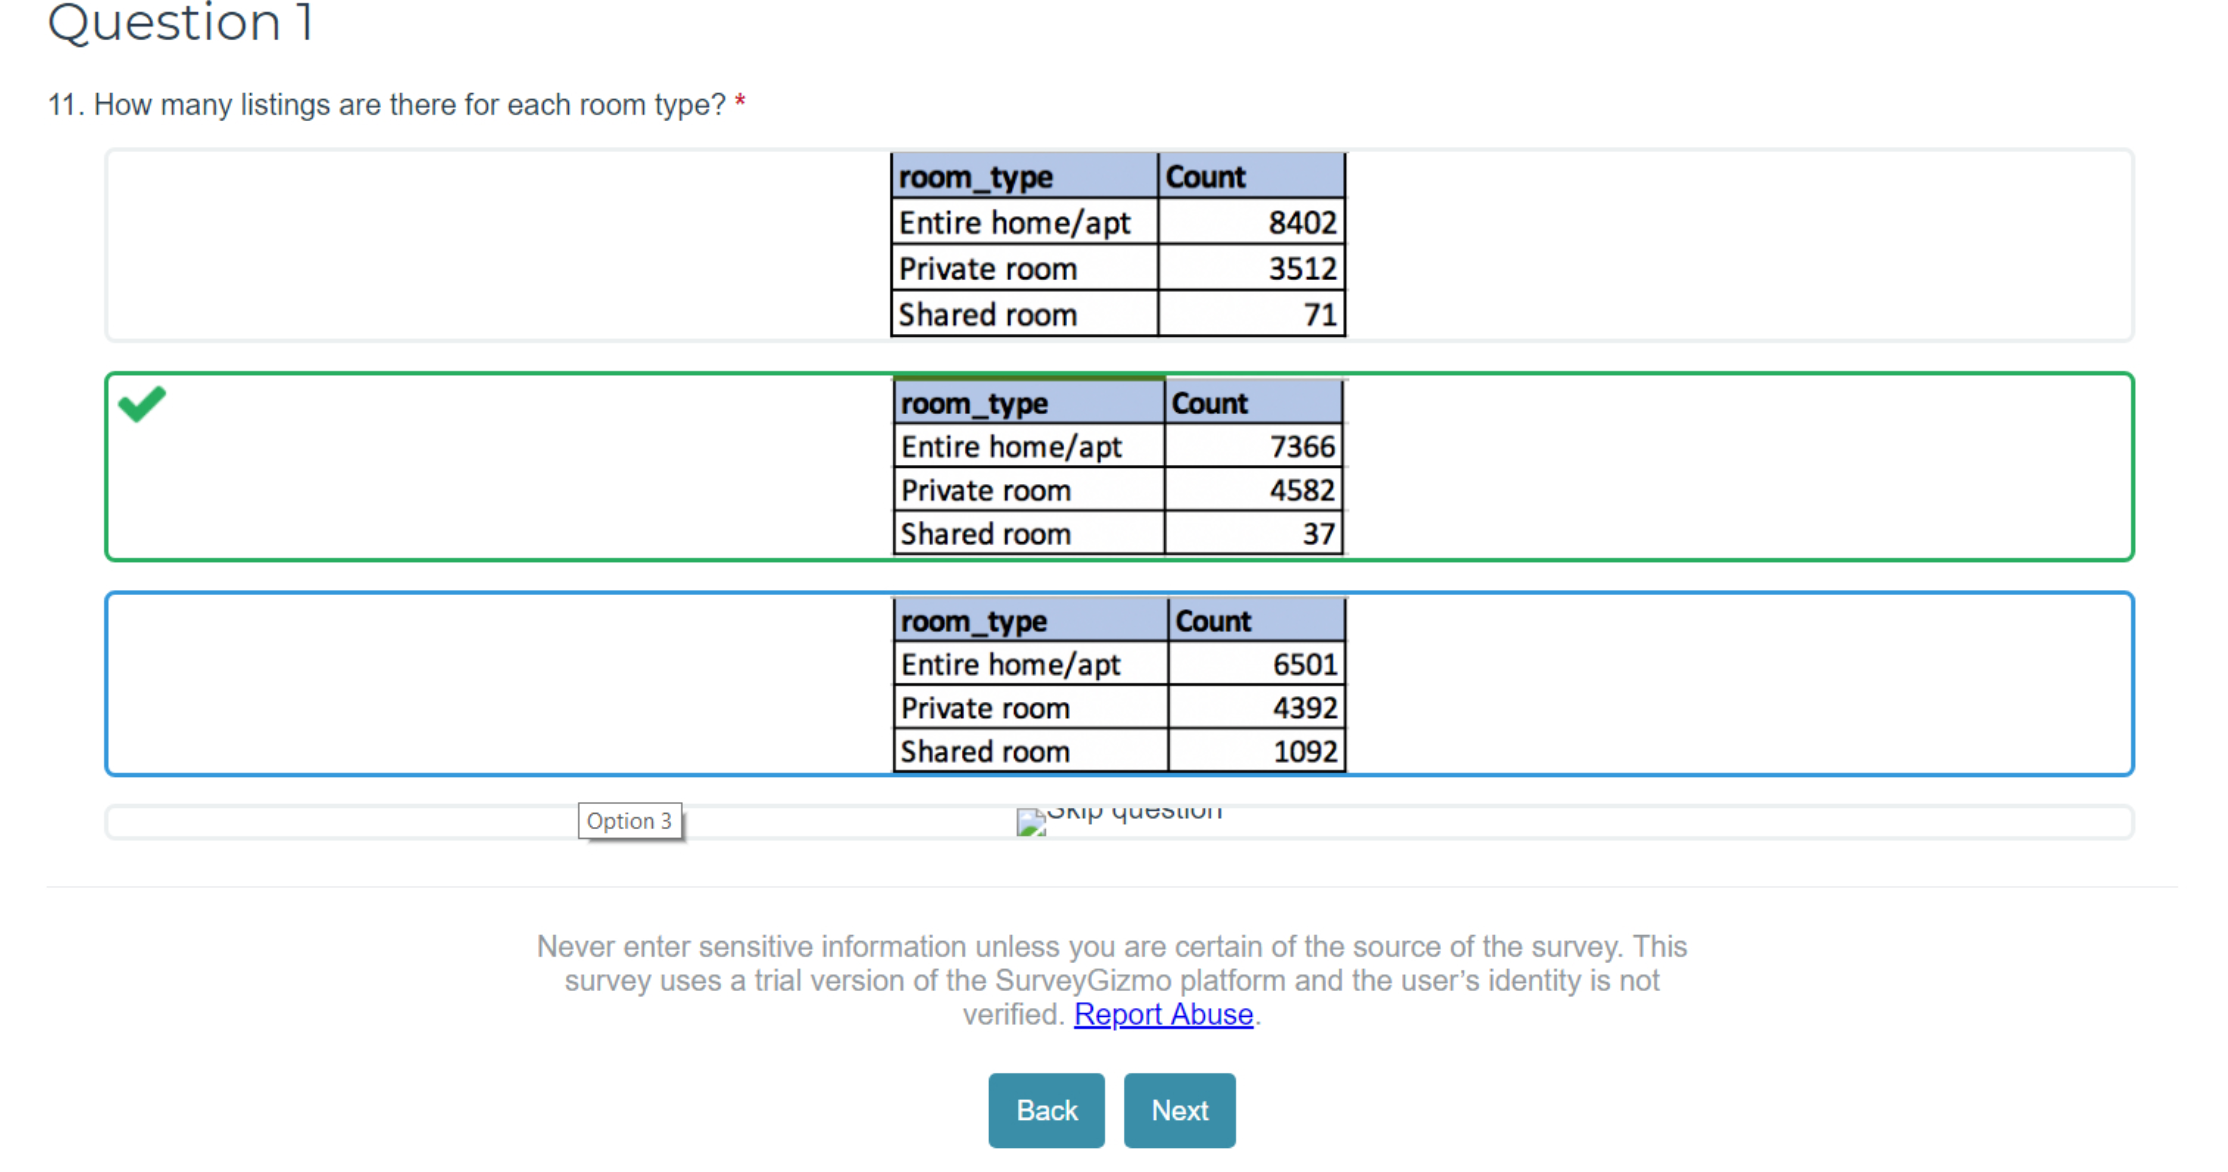 Question 1
11. How many listings are there for each room type? *
room_type Count
Entire home/apt 8402
Private room 3512
Shared room 71
room_type Count
Entire home/apt 7366
Private room 4582
Shared room 37
room_type Count
Entire home/apt 6501
Private room 4392
Shared room 1092
Option 3 Skip question
Never enter sensitive information unless you are certain of the source of the survey. This
survey uses a trial version of the SurveyGizmo platform and the user’s identity is not
verified. Report Abuse.
Back Next